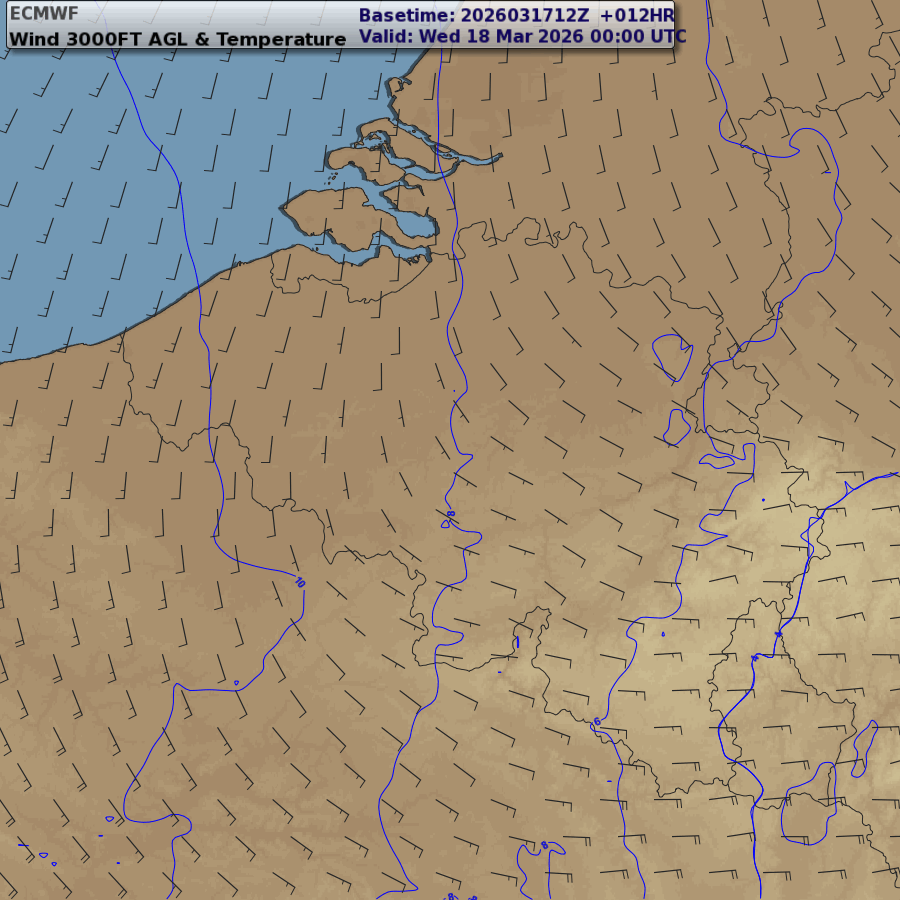 ECMWF
Basetime: 2026031712Z +012HR
Wind 3000FT AGL & Temperature
Valid: Wed 18 Mar 2026 00:00 UTC
8
10
6
8